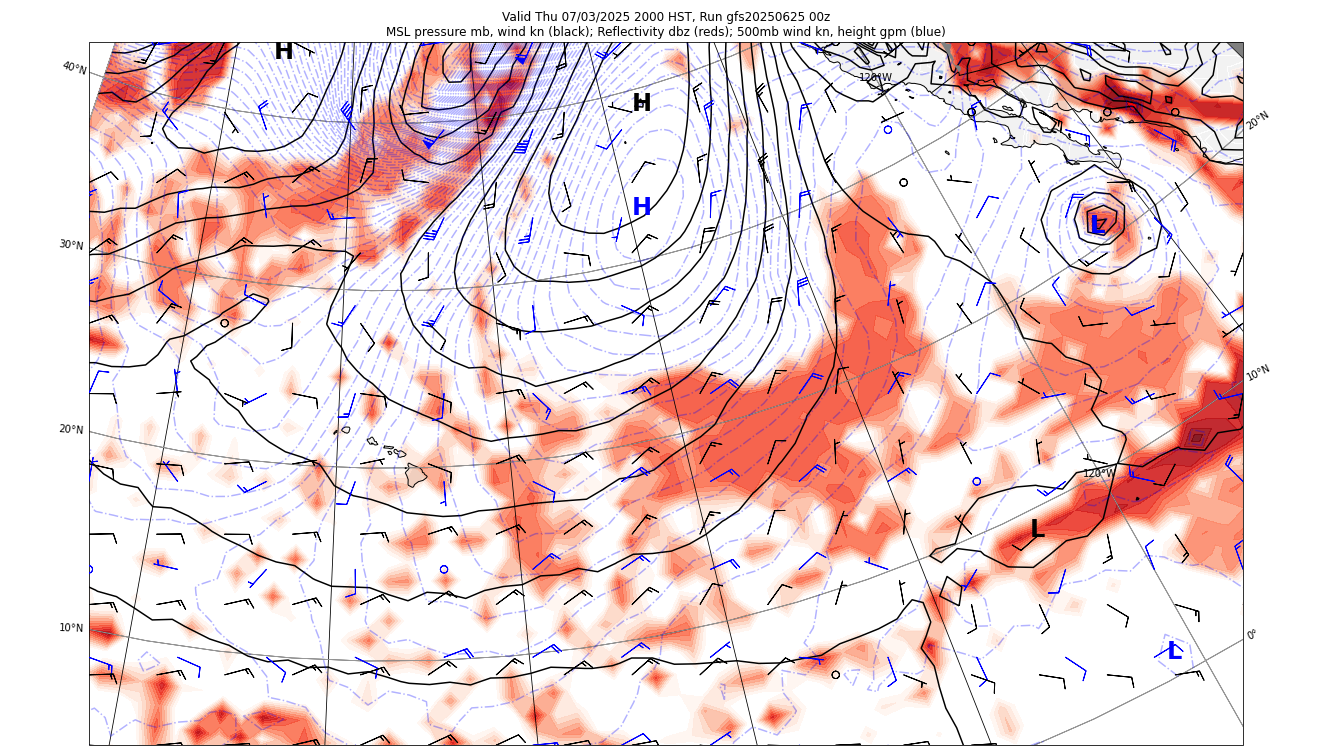 Valid Thu 07/03/2025 2000 HST, Run gfs20250625 00z
MSL pressure mb, wind kn (black); Reflectivity dbz (reds); 500mb wind kn, height gpm (blue)
H
40°N
120°W
H
20°N
H
L
30°N
10°N
20°N
120°W
L
10°N
0°
L